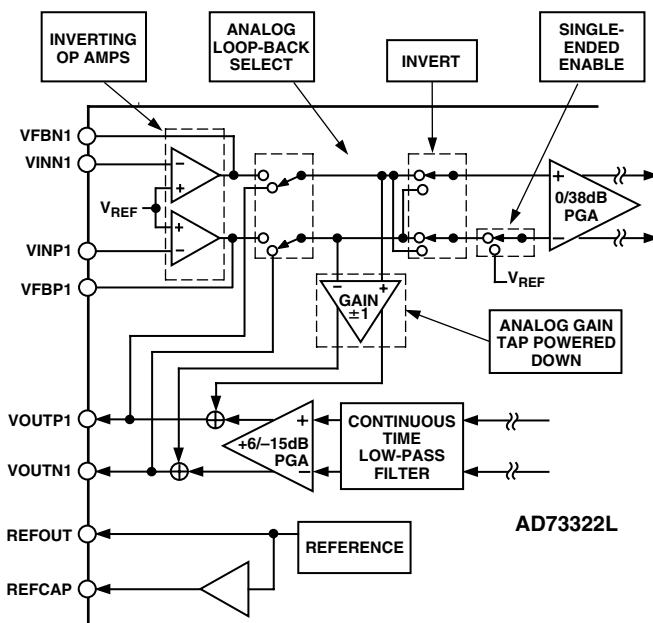 INVERTING
OP AMPS
ANALOG
LOOP-BACK
SELECT
INVERT
SINGLE-
ENDED
ENABLE
VFBN1
VINN1
VREF
VINP1
VFBP1
–
+
+
–
+
0/38dB
PGA
–
VREF
–
+
GAIN
±1
ANALOG GAIN
TAP POWERED
DOWN
VOUTP1
VOUTN1
+
+6/–15dB
PGA
–
CONTINUOUS
TIME
LOW-PASS
FILTER
REFOUT
REFCAP
REFERENCE
AD73322L